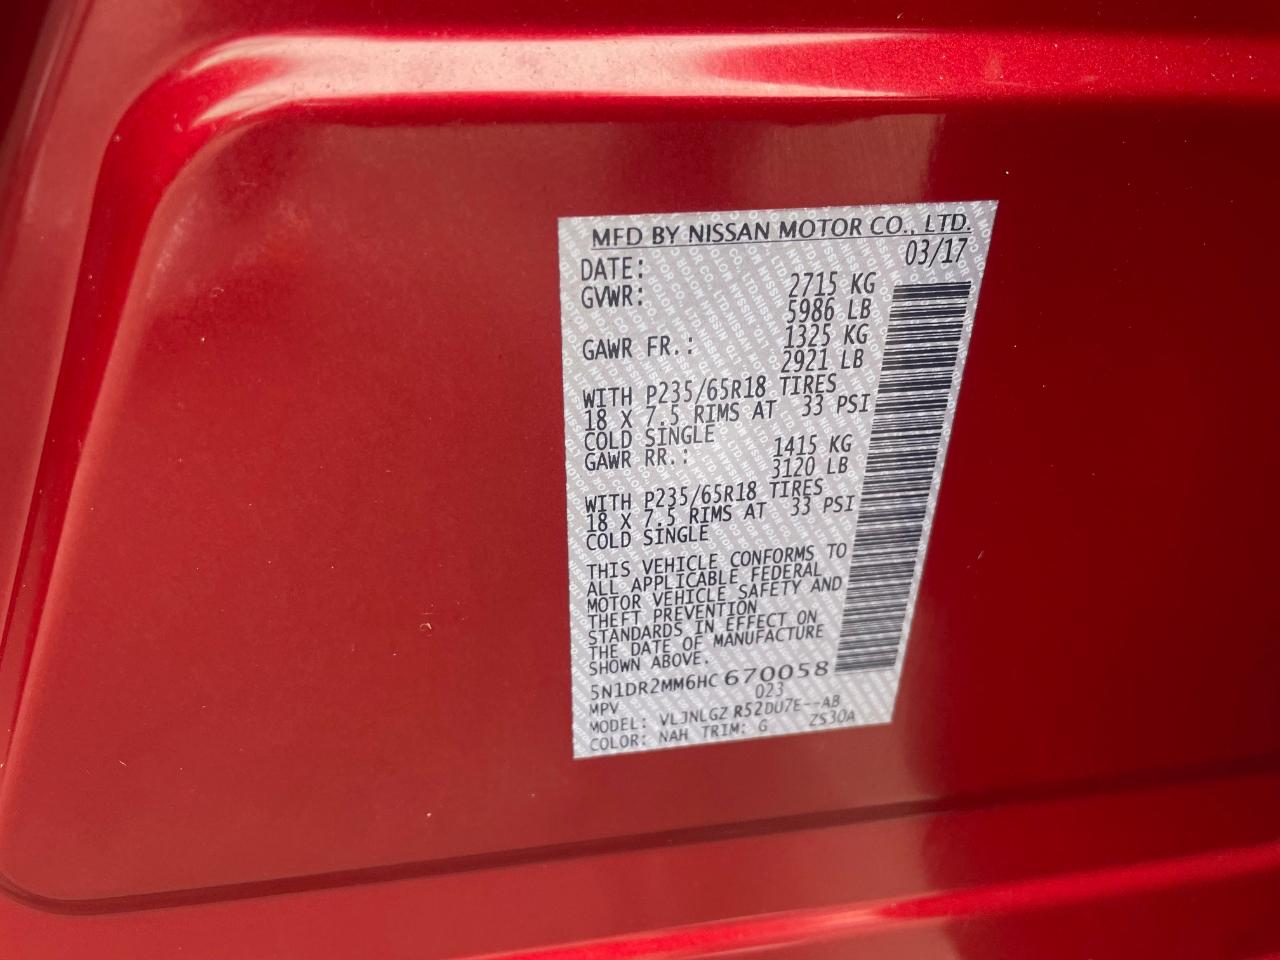 MFD BY NISSAN MOTOR CO., LTD.
DATE: 03/17
GVWR: 2715 KG
5986 LB
GAWR FR.: 1325 KG
2921 LB
WITH P235/65R18 TIRES
18 X 7.5 RIMS AT 33 PSI
COLD SINGLE
GAWR RR.: 1415 KG
3120 LB
WITH P235/65R18 TIRES
18 X 7.5 RIMS AT 33 PSI
COLD SINGLE
THIS VEHICLE CONFORMS TO
ALL APPLICABLE FEDERAL
MOTOR VEHICLE SAFETY AND
THEFT PREVENTION
STANDARDS IN EFFECT ON
THE DATE OF MANUFACTURE
SHOWN ABOVE.
5N1DR2MM6HC670058
MPV 023
MODEL: VLJNLGZ R52DU7E--AB
COLOR: NAH TRIM: G ZS30A